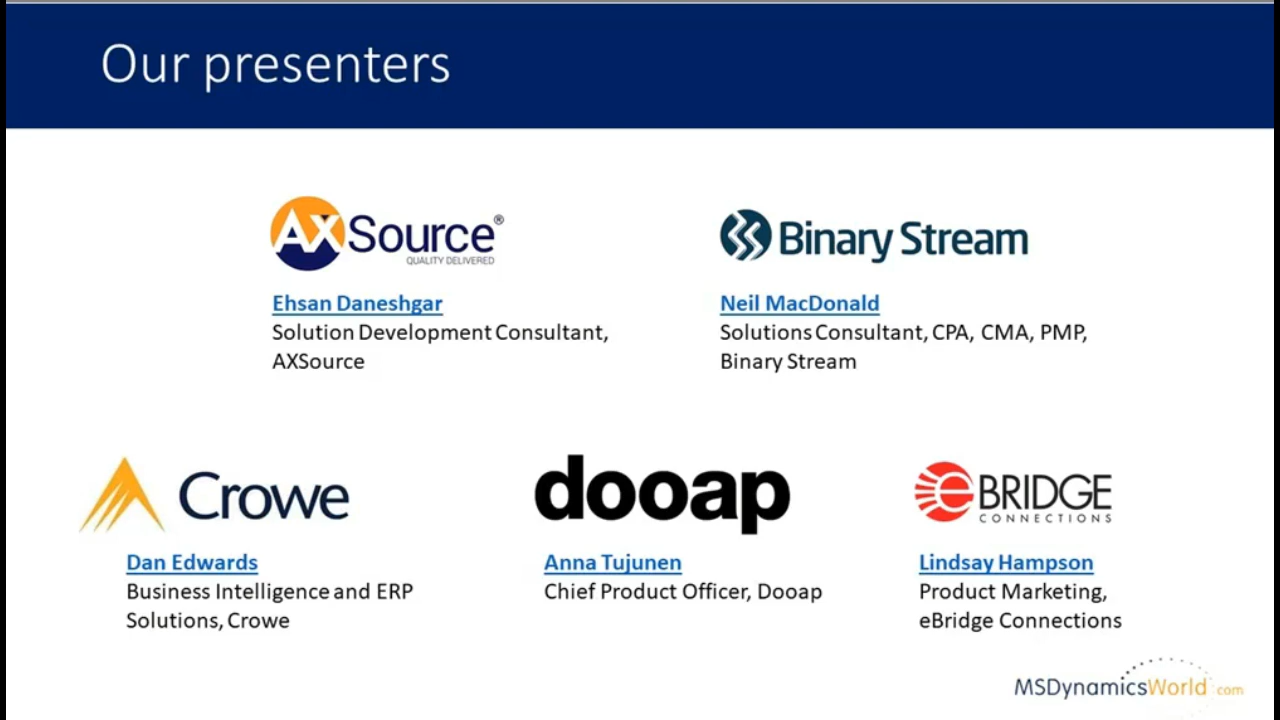 Our presenters
AXSource®
QUALITY DELIVERED
Binary Stream
Ehsan Daneshgar
Solution Development Consultant,
AXSource
Neil MacDonald
Solutions Consultant, CPA, CMA, PMP,
Binary Stream
Crowe
dooap
eBRIDGE
CONNECTIONS
Dan Edwards
Business Intelligence and ERP
Solutions, Crowe
Anna Tujunen
Chief Product Officer, Dooap
Lindsay Hampson
Product Marketing,
eBridge Connections
MSDynamicsWorld.com